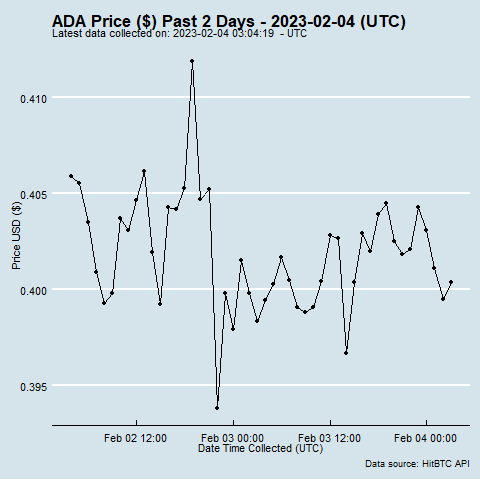 ADA Price ($) Past 2 Days - 2023-02-04 (UTC)
Latest data collected on: 2023-02-04 03:04:19 - UTC
0.410
0.405
0.400
0.395
Price USD ($)
Feb 02 12:00 Feb 03 00:00 Feb 03 12:00 Feb 04 00:00
Date Time Collected (UTC)
Data source: HitBTC API